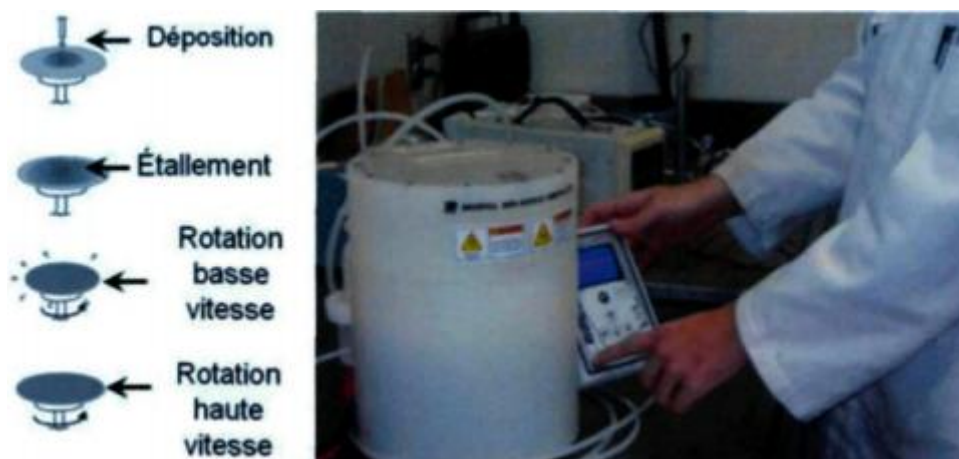 Déposition
Étallement
Rotation
basse
vitesse
Rotation
haute
vitesse